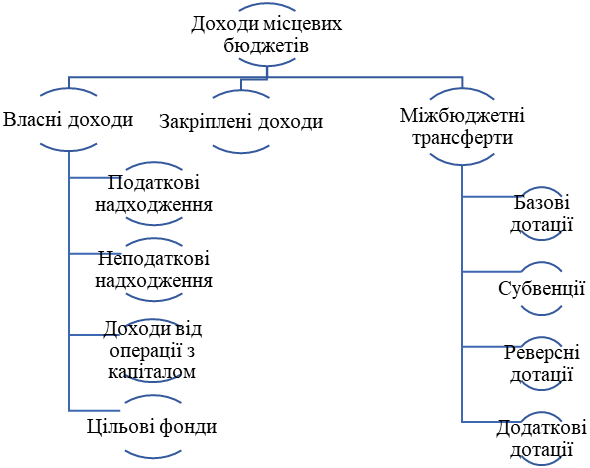 Доходи місцевих
бюджетів
Власні доходи
Закріплені доходи
Міжбюджетні
трансферти
Податкові
надходження
Неподаткові
надходження
Доходи від
операції з
капіталом
Цільові фонди
Базові
дотації
Субвенції
Реверсні
дотації
Додаткові
дотації